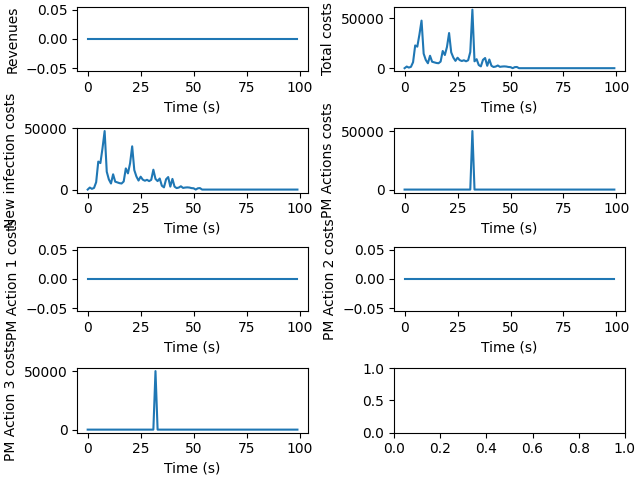 Revenues
0.05
0.00
−0.05
0 25 50 75 100
Time (s)
Total costs
50000
0
0 25 50 75 100
Time (s)
New infection costs
50000
0
0 25 50 75 100
Time (s)
PM Actions costs
50000
0
0 25 50 75 100
Time (s)
PM Action 1 costs
0.05
0.00
−0.05
0 25 50 75 100
Time (s)
PM Action 2 costs
0.05
0.00
−0.05
0 25 50 75 100
Time (s)
PM Action 3 costs
50000
0
0 25 50 75 100
Time (s)
1.0
0.5
0.0
0.0 0.2 0.4 0.6 0.8 1.0